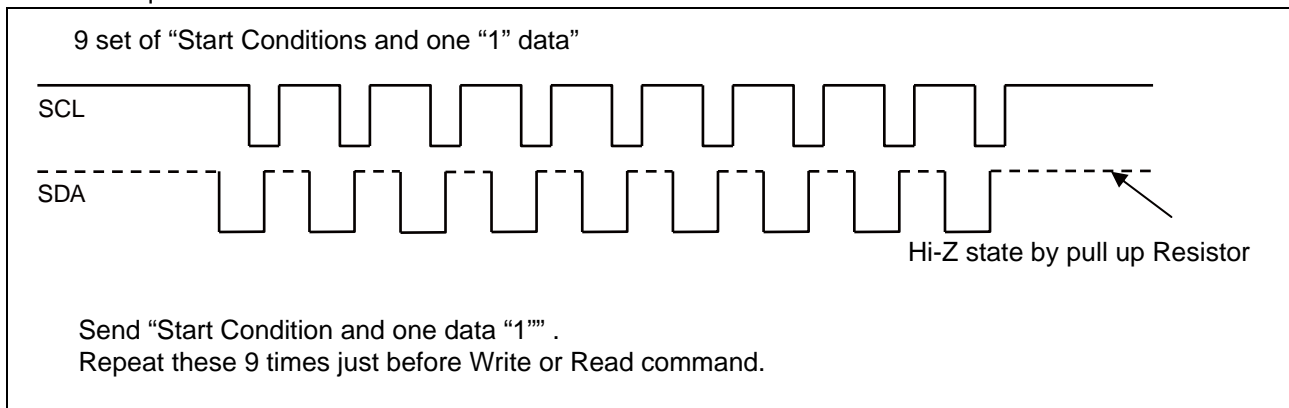 9 set of “Start Conditions and one “1” data”
SCL
SDA
Hi-Z state by pull up Resistor
Send “Start Condition and one data “1”” .
Repeat these 9 times just before Write or Read command.